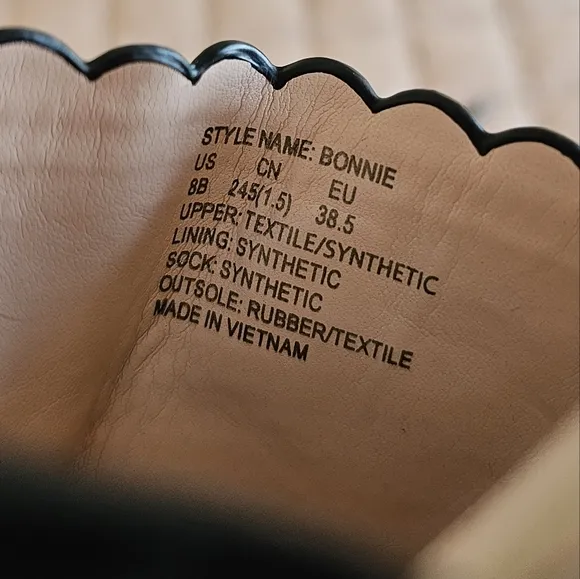 STYLE NAME: BONNIE
US CN EU
8B 245(1.5) 38.5
UPPER: TEXTILE/SYNTHETIC
LINING: SYNTHETIC
SOCK: SYNTHETIC
OUTSOLE: RUBBER/TEXTILE
MADE IN VIETNAM